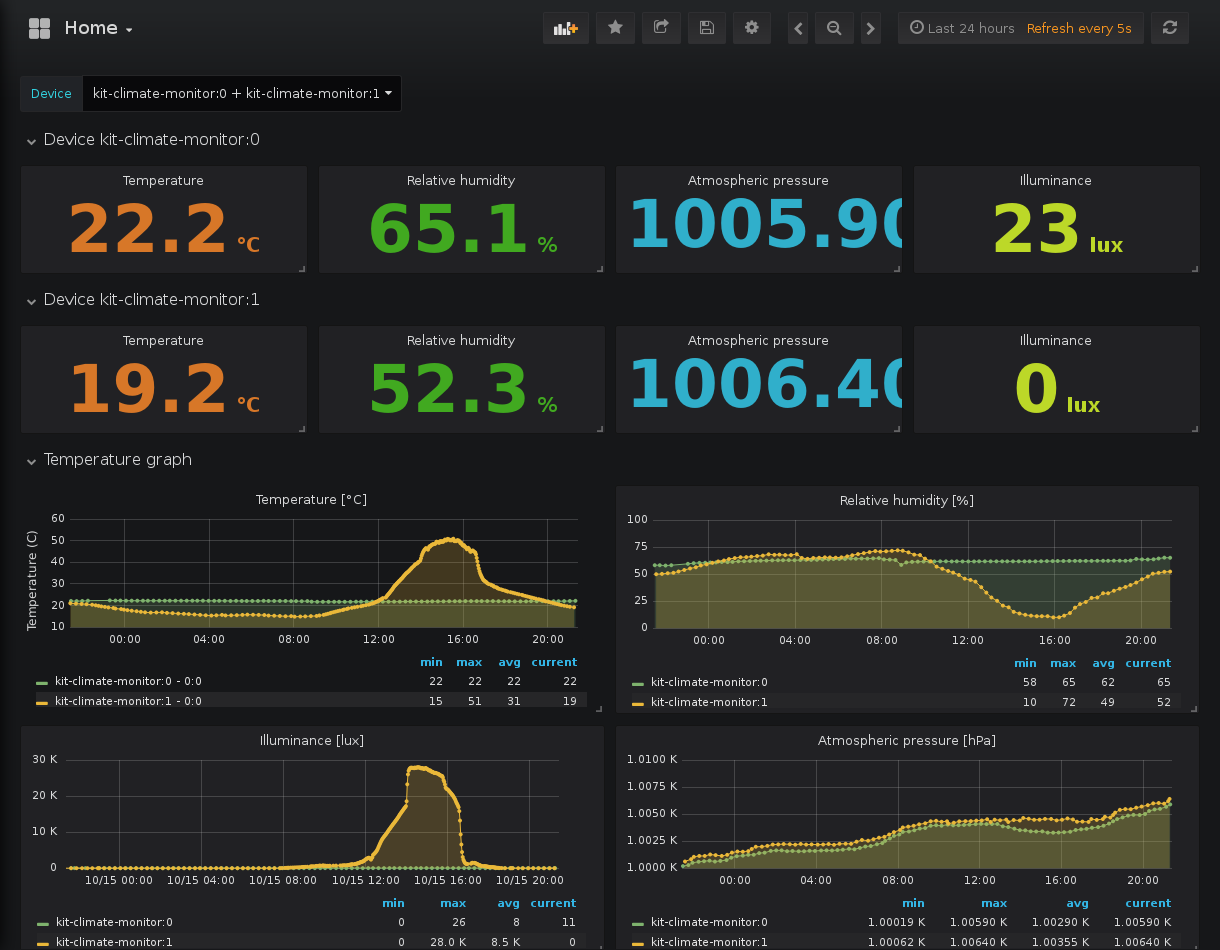 Home
Last 24 hours Refresh every 5s
Device kit-climate-monitor:0 + kit-climate-monitor:1
Device kit-climate-monitor:0
Temperature Relative humidity Atmospheric pressure Illuminance
22.2 °C 65.1 % 1005.90 23 lux
Device kit-climate-monitor:1
Temperature Relative humidity Atmospheric pressure Illuminance
19.2 °C 52.3 % 1006.40 0 lux
Temperature graph
Temperature [°C]
Temperature (C)
60
50
40
30
20
10
00:00 04:00 08:00 12:00 16:00 20:00
min max avg current
kit-climate-monitor:0 - 0:0 22 22 22 22
kit-climate-monitor:1 - 0:0 15 51 31 19
Relative humidity [%]
100
75
50
25
0
00:00 04:00 08:00 12:00 16:00 20:00
min max avg current
kit-climate-monitor:0 58 65 62 65
kit-climate-monitor:1 10 72 49 52
Illuminance [lux]
30 K
20 K
10 K
0
10/15 00:00 10/15 04:00 10/15 08:00 10/15 12:00 10/15 16:00 10/15 20:00
min max avg current
kit-climate-monitor:0 0 26 8 11
kit-climate-monitor:1 0 28.0 K 8.5 K 0
Atmospheric pressure [hPa]
1.0100 K
1.0075 K
1.0050 K
1.0025 K
1.0000 K
00:00 04:00 08:00 12:00 16:00 20:00
min max avg current
kit-climate-monitor:0 1.00019 K 1.00590 K 1.00290 K 1.00590 K
kit-climate-monitor:1 1.00062 K 1.00640 K 1.00355 K 1.00640 K